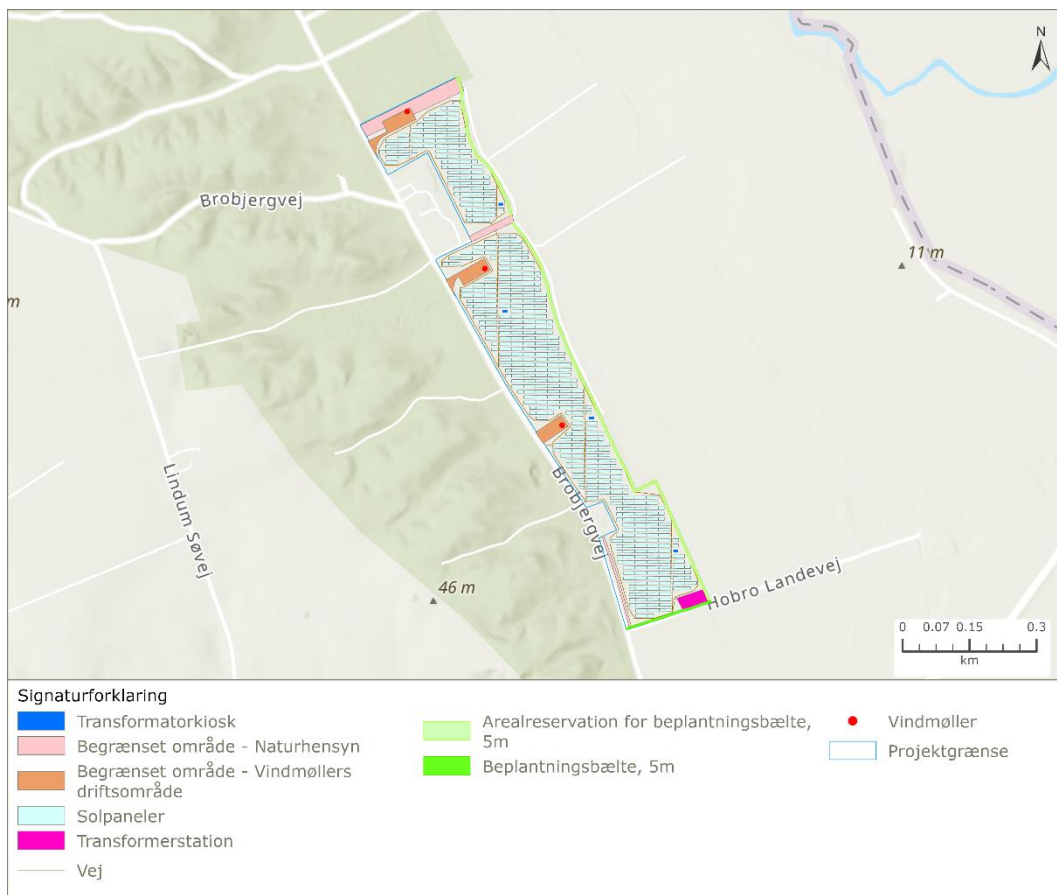 N
Brobjergvej
11 m
m
Brobjergvej
Lindum Søvej
46 m
Hobro Landevej
0 0.07 0.15 0.3
km
Signaturforklaring
Transformatorkiosk
Begrænset område - Naturhensyn
Begrænset område - Vindmøllers
driftsområde
Solpaneler
Transformerstation
Vej
Arealreservation for beplantningsbælte,
5m
Beplantningsbælte, 5m
Vindmøller
Projektgrænse